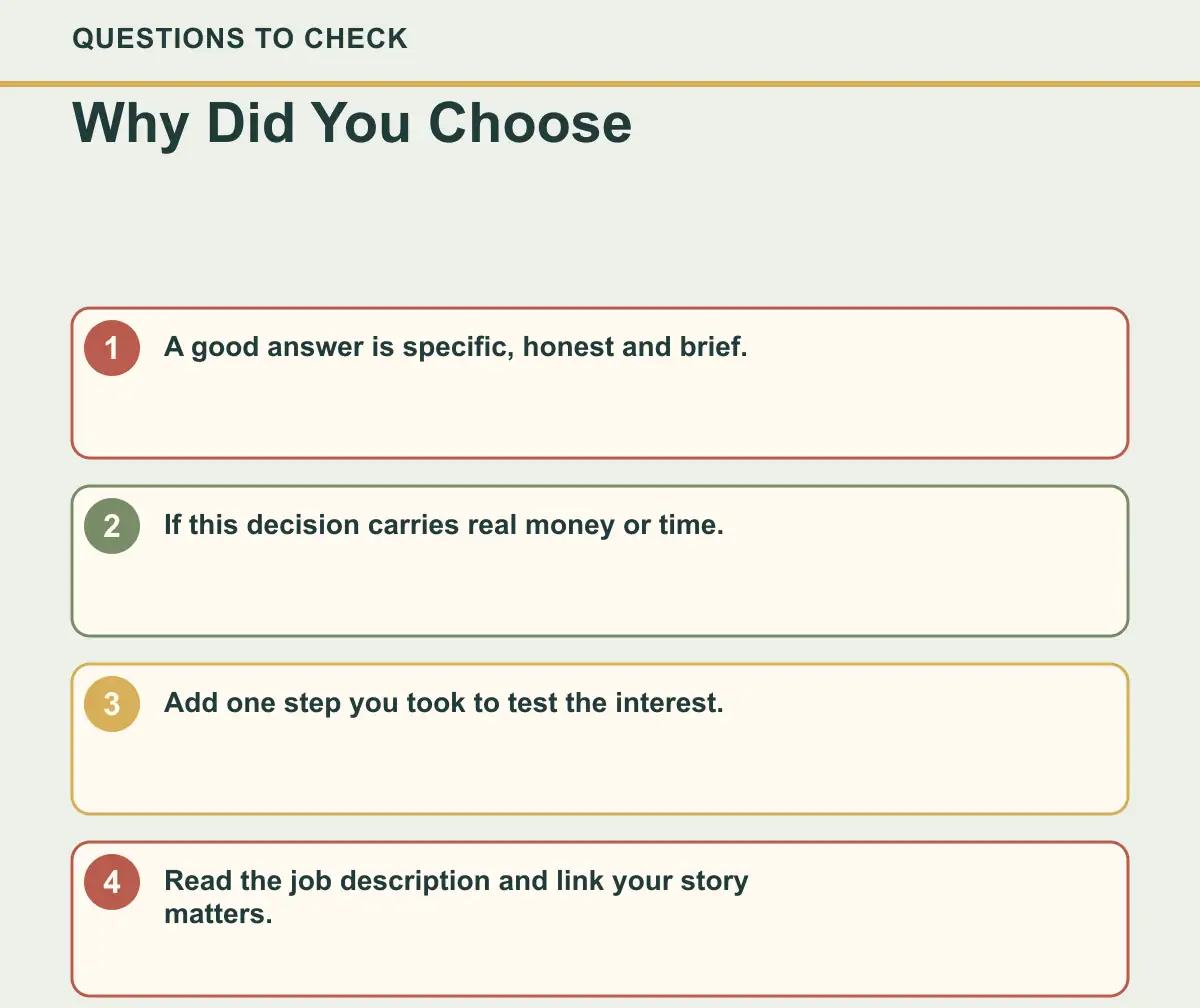 QUESTIONS TO CHECK
Why Did You Choose
1
A good answer is specific, honest and brief.
2
If this decision carries real money or time.
3
Add one step you took to test the interest.
4
Read the job description and link your story
matters.